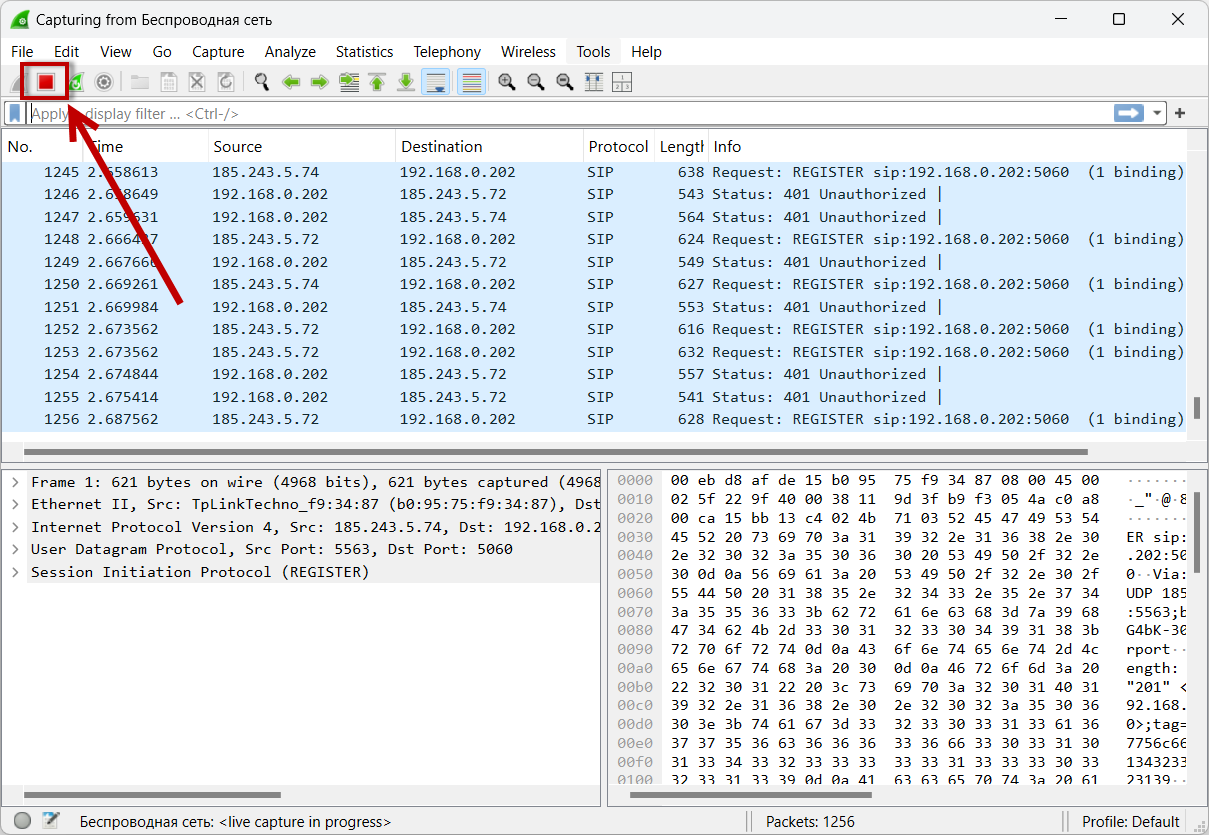 Capturing from Беспроводная сеть
File Edit View Go Capture Analyze Statistics Telephony Wireless Tools Help
Apply display filter ... <Ctrl-/>
No. Time Source Destination Protocol Length Info
1245 2.658613 185.243.5.74 192.168.0.202 SIP 638 Request: REGISTER sip:192.168.0.202:5060 (1 binding)
1246 2.658649 192.168.0.202 185.243.5.72 SIP 543 Status: 401 Unauthorized |
1247 2.659631 192.168.0.202 185.243.5.74 SIP 564 Status: 401 Unauthorized |
1248 2.666427 185.243.5.72 192.168.0.202 SIP 624 Request: REGISTER sip:192.168.0.202:5060 (1 binding)
1249 2.667666 192.168.0.202 185.243.5.72 SIP 549 Status: 401 Unauthorized |
1250 2.669261 185.243.5.74 192.168.0.202 SIP 627 Request: REGISTER sip:192.168.0.202:5060 (1 binding)
1251 2.669984 192.168.0.202 185.243.5.74 SIP 553 Status: 401 Unauthorized |
1252 2.673562 185.243.5.72 192.168.0.202 SIP 616 Request: REGISTER sip:192.168.0.202:5060 (1 binding)
1253 2.673562 185.243.5.72 192.168.0.202 SIP 632 Request: REGISTER sip:192.168.0.202:5060 (1 binding)
1254 2.674844 192.168.0.202 185.243.5.72 SIP 557 Status: 401 Unauthorized |
1255 2.675414 192.168.0.202 185.243.5.72 SIP 541 Status: 401 Unauthorized |
1256 2.687562 185.243.5.72 192.168.0.202 SIP 628 Request: REGISTER sip:192.168.0.202:5060 (1 binding)
Frame 1: 621 bytes on wire (4968 bits), 621 bytes captured (4968
Ethernet II, Src: TpLinkTechno_f9:34:87 (b0:95:75:f9:34:87), Dst
Internet Protocol Version 4, Src: 185.243.5.74, Dst: 192.168.0.2
User Datagram Protocol, Src Port: 5563, Dst Port: 5060
Session Initiation Protocol (REGISTER)
0000 00 eb d8 af de 15 b0 95 75 f9 34 87 08 00 45 00 ·······
0010 02 5f 22 9f 40 00 38 11 9d 3f b9 f3 05 4a c0 a8 ·_"·@·8
0020 00 ca 15 bb 13 c4 02 4b 71 03 52 45 47 49 53 54 ·······
0030 45 52 20 73 69 70 3a 31 39 32 2e 31 36 38 2e 30 ER sip:
0040 2e 32 30 32 3a 35 30 36 30 20 53 49 50 2f 32 2e .202:50
0050 30 0d 0a 56 69 61 3a 20 53 49 50 2f 32 2e 30 2f 0··Via:
0060 55 44 50 20 31 38 35 2e 32 34 33 2e 35 2e 37 34 UDP 185
0070 3a 35 35 36 33 3b 62 72 61 6e 63 68 3d 7a 39 68 :5563;b
0080 47 34 62 4b 2d 33 30 31 32 33 30 34 39 31 38 3b G4bK-30
0090 72 70 6f 72 74 0d 0a 43 6f 6e 74 65 6e 74 2d 4c rport··
00a0 65 6e 67 74 68 3a 20 30 0d 0a 46 72 6f 6d 3a 20 ength:
00b0 22 32 30 31 22 20 3c 73 69 70 3a 32 30 31 40 31 "201" <
00c0 39 32 2e 31 36 38 2e 30 2e 32 30 32 3a 35 30 36 92.168.
00d0 30 3e 3b 74 61 67 3d 33 32 33 30 33 31 33 61 36 0>;tag=
00e0 37 37 35 36 63 36 36 36 33 36 66 33 30 33 31 30 7756c66
00f0 31 33 34 33 32 33 33 33 33 33 31 33 33 33 30 33 1343233
0100 32 33 31 33 39 0d 0a 41 63 63 65 70 74 3a 20 61 23139··
Беспроводная сеть: <live capture in progress>
Packets: 1256
Profile: Default